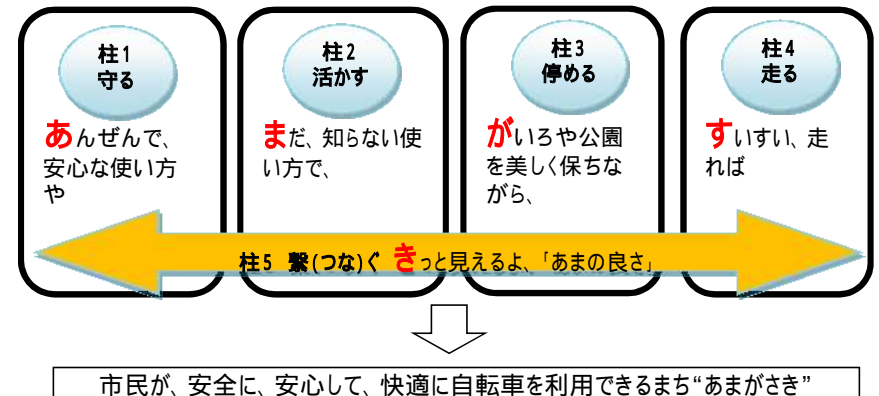 柱1
守る
あんぜんで、
安心な使い方
や
柱2
活かす
まだ、知らない使
い方で、
柱3
停める
がいろや公園
を美しく保ちな
がら、
柱4
走る
すいすい、走
れば
柱5 繋(つな)ぐ きっと見えるよ、「あまの良さ」
市民が、安全に、安心して、快適に自転車を利用できるまち“あまがさき”